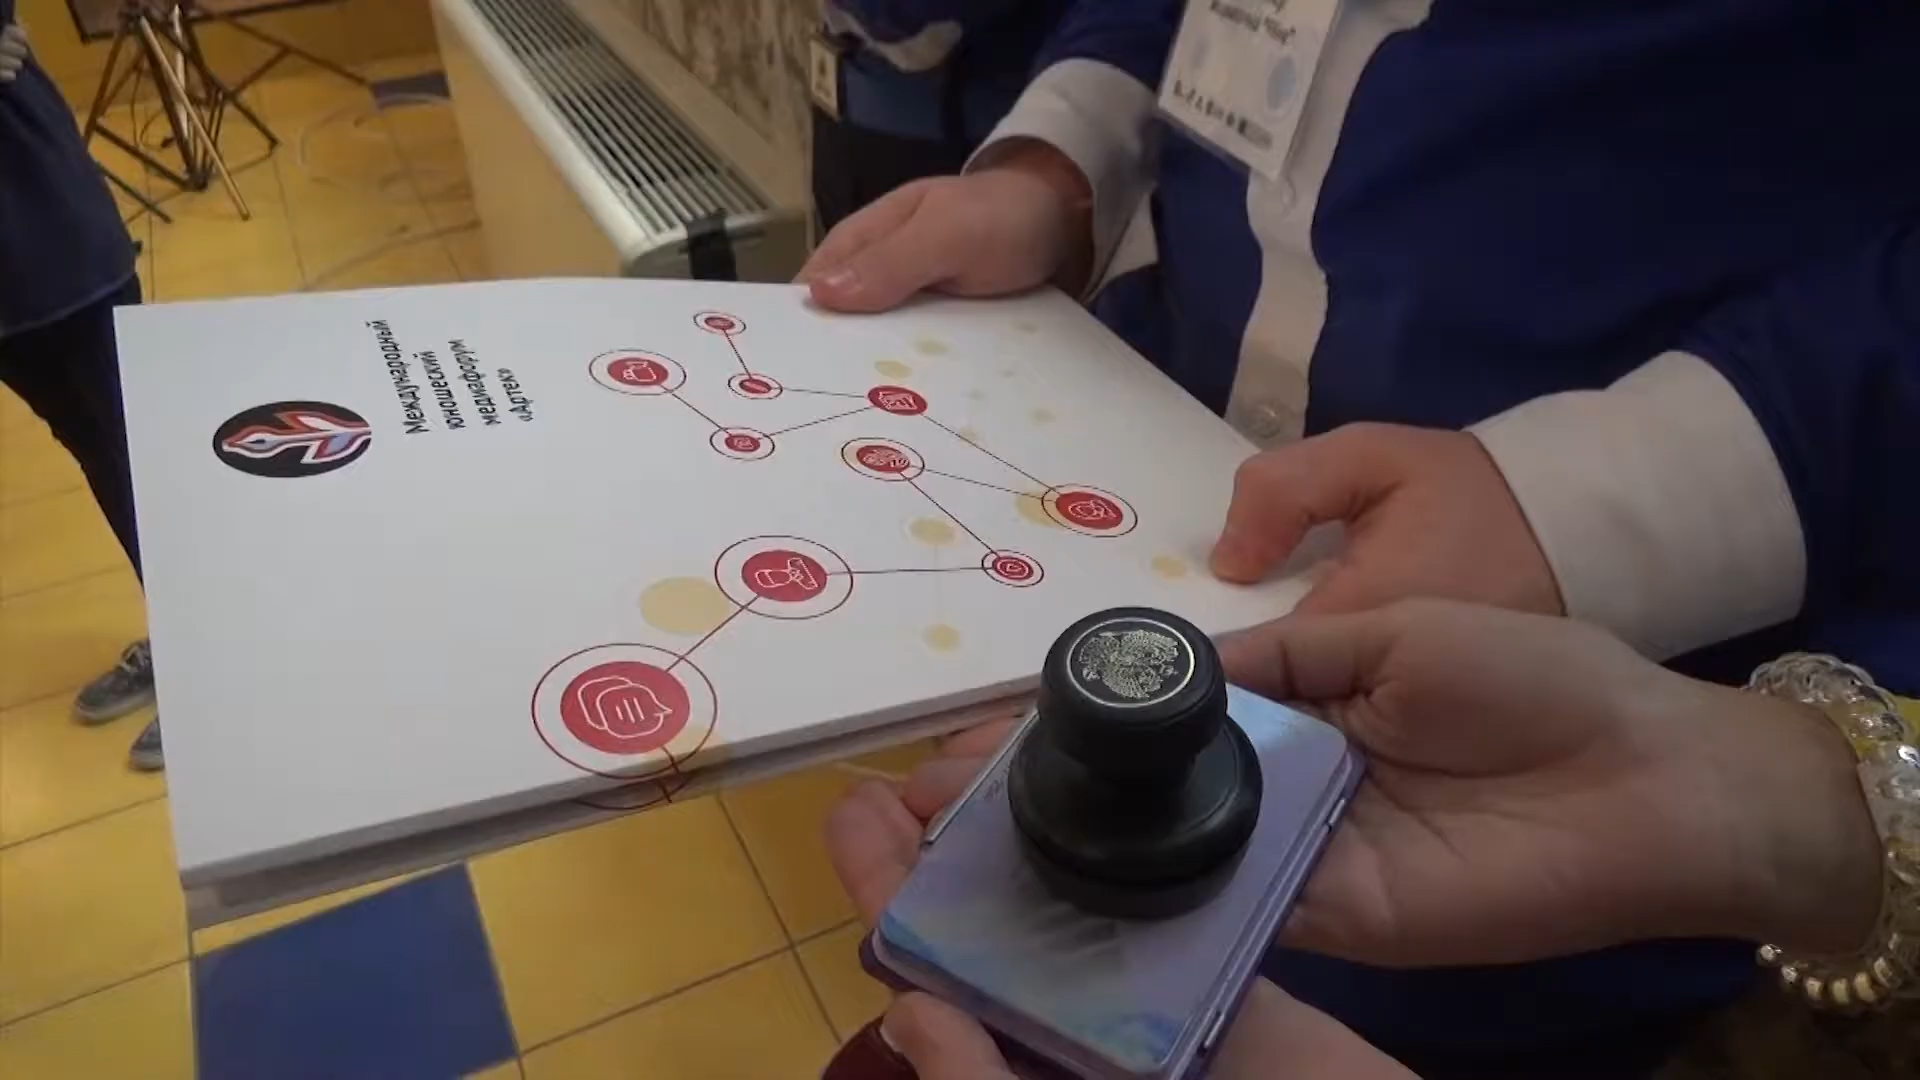 Международный
юношеский
медиафорум
«Артек»